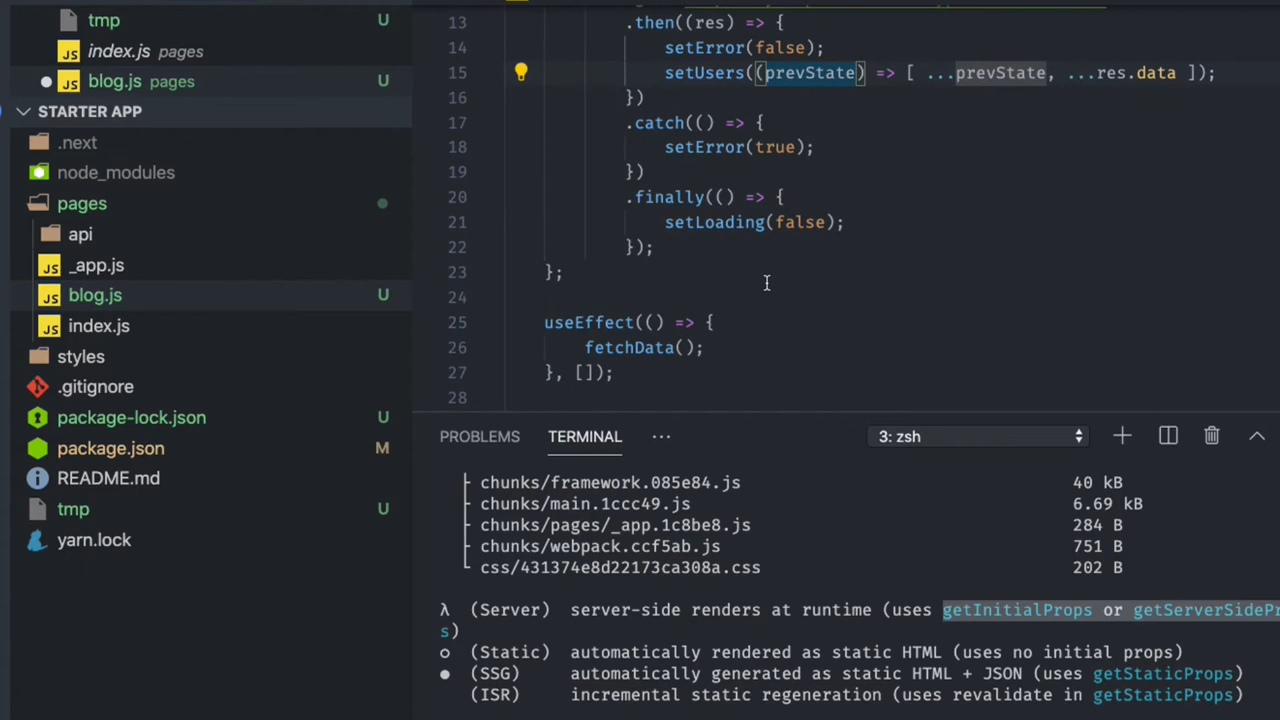 tmp U
JS index.js pages
JS blog.js pages U
STARTER APP
.next
node_modules
pages
api
JS _app.js
JS blog.js U
JS index.js
styles
.gitignore
package-lock.json U
package.json M
README.md
tmp U
yarn.lock
13 .then((res) => {
14 setError(false);
15 setUsers((prevState) => [ ...prevState, ...res.data ]);
16 })
17 .catch(() => {
18 setError(true);
19 })
20 .finally(() => {
21 setLoading(false);
22 });
23 };
24
25 useEffect(() => {
26 fetchData();
27 }, []);
28
PROBLEMS TERMINAL ··· 3: zsh
├ chunks/framework.085e84.js 40 kB
├ chunks/main.1ccc49.js 6.69 kB
├ chunks/pages/_app.1c8be8.js 284 B
├ chunks/webpack.ccf5ab.js 751 B
└ css/431374e8d22173ca308a.css 202 B
λ (Server) server-side renders at runtime (uses getInitialProps or getServerSidePr
s)
○ (Static) automatically rendered as static HTML (uses no initial props)
● (SSG) automatically generated as static HTML + JSON (uses getStaticProps)
(ISR) incremental static regeneration (uses revalidate in getStaticProps)